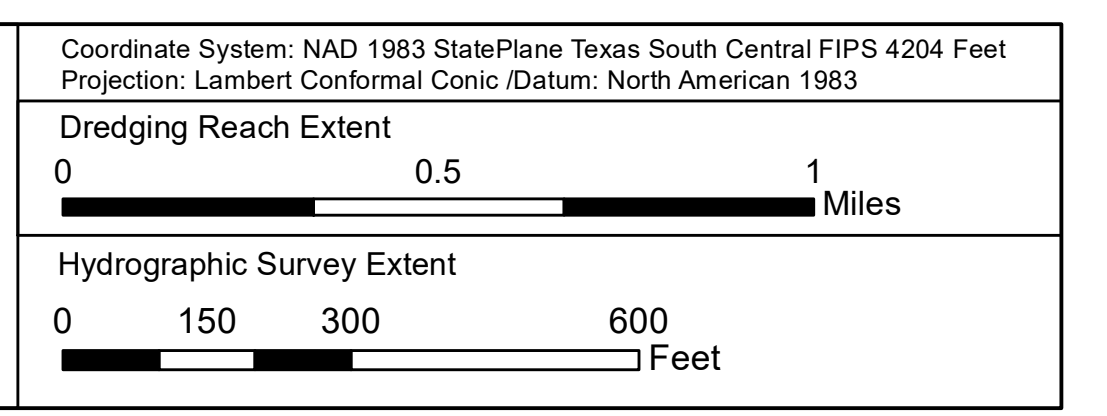 Coordinate System: NAD 1983 StatePlane Texas South Central FIPS 4204 Feet
Projection: Lambert Conformal Conic /Datum: North American 1983
Dredging Reach Extent
0 0.5 1
Miles
Hydrographic Survey Extent
0 150 300 600
Feet